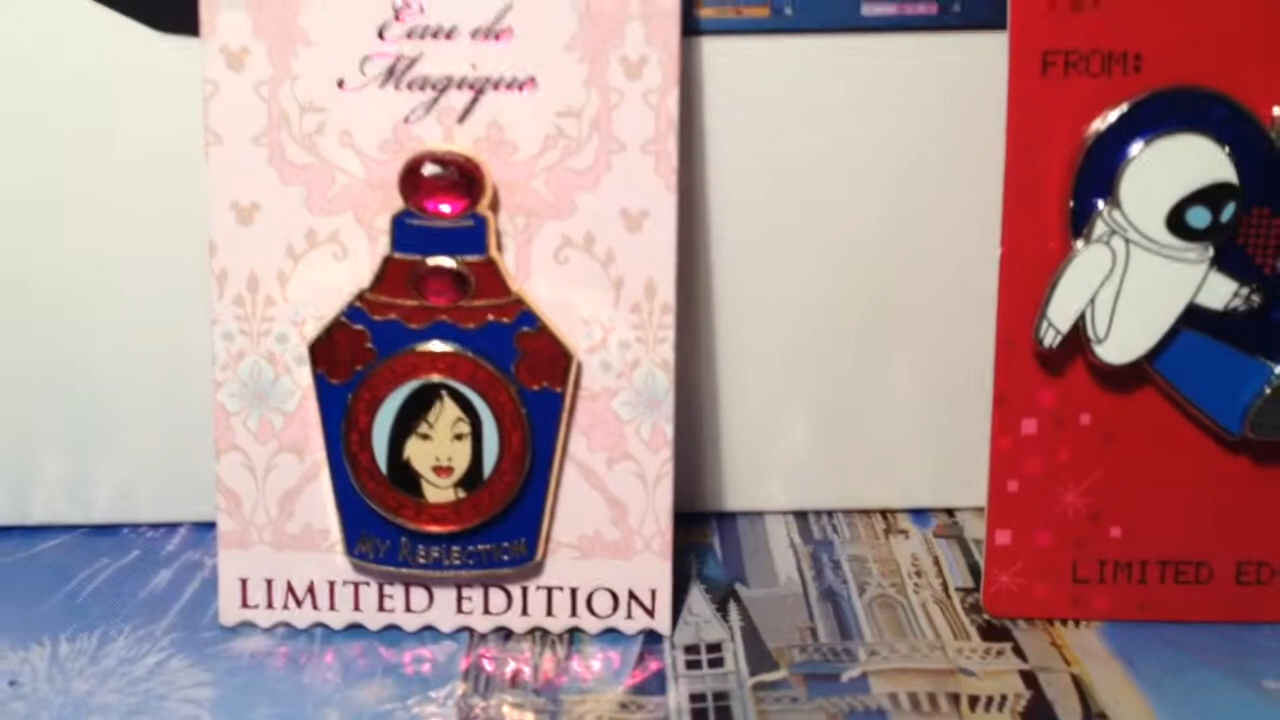 Eau de
Magique
MY REFLECTION
LIMITED EDITION
FROM:
LIMITED ED